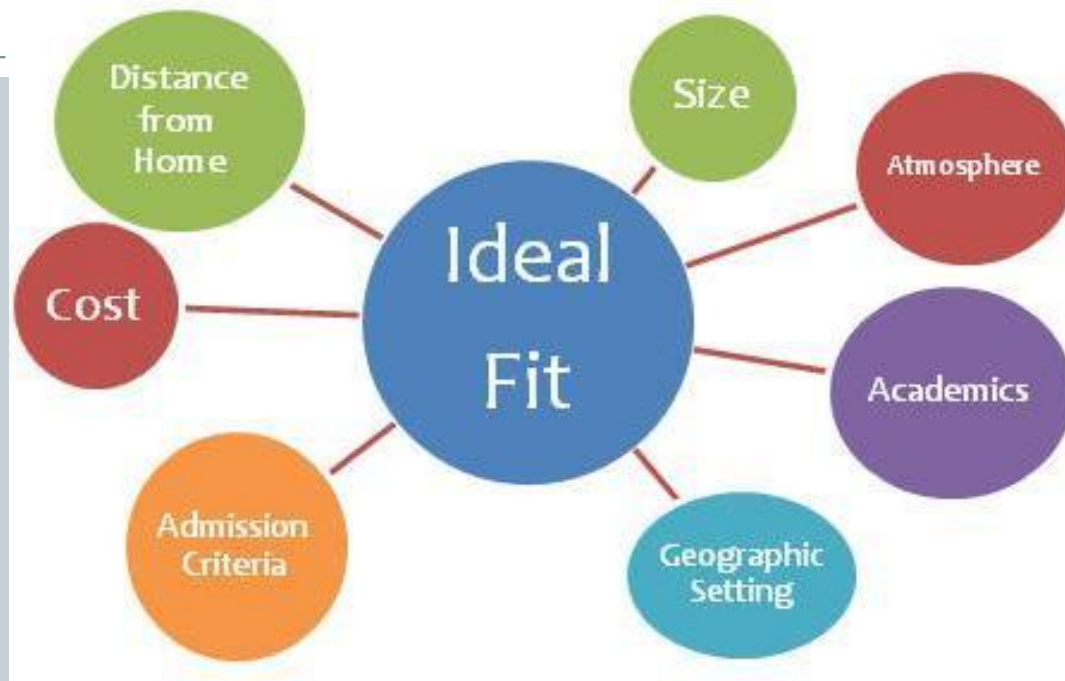 Distance
from
Home
Size
Atmosphere
Cost
Ideal
Fit
Academics
Admission
Criteria
Geographic
Setting